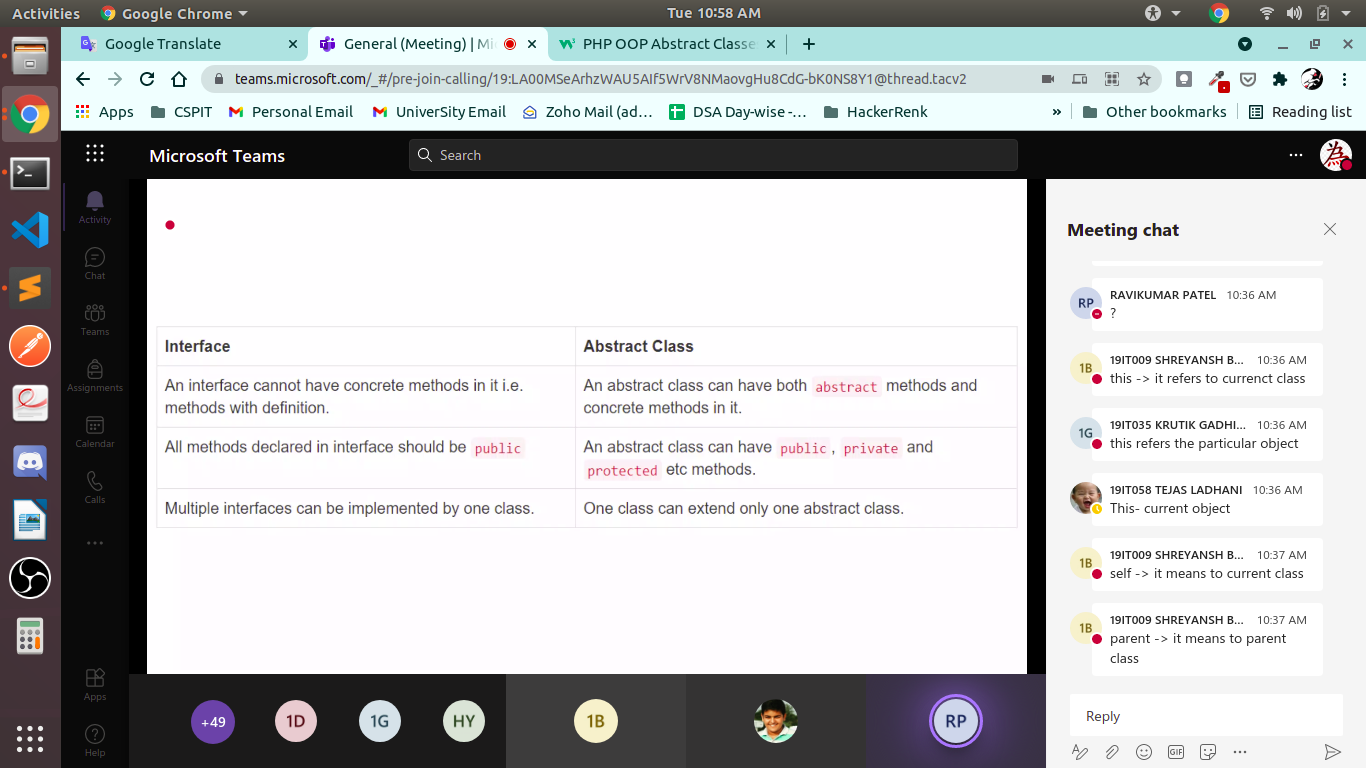 Activities
Google Chrome
Tue 10:58 AM
Google Translate
General (Meeting) | Mi
PHP OOP Abstract Classe
teams.microsoft.com/_#/pre-join-calling/19:LA00MSeArhzWAU5AIf5WrV8NMaovgHu8CdG-bK0NS8Y1@thread.tacv2
Apps
CSPIT
Personal Email
UniverSity Email
Zoho Mail (ad…
DSA Day-wise -…
HackerRenk
»
Other bookmarks
Reading list
Microsoft Teams
Search
為
Activity
Chat
Teams
Assignments
Calendar
Calls
Apps
Help
Interface
Abstract Class
An interface cannot have concrete methods in it i.e.
methods with definition.
An abstract class can have both abstract methods and
concrete methods in it.
All methods declared in interface should be public
An abstract class can have public, private and
protected etc methods.
Multiple interfaces can be implemented by one class.
One class can extend only one abstract class.
+49
1D
1G
HY
1B
RP
Meeting chat
RP
RAVIKUMAR PATEL 10:36 AM
?
1B
19IT009 SHREYANSH B... 10:36 AM
this -> it refers to currenct class
1G
19IT035 KRUTIK GADHI... 10:36 AM
this refers the particular object
19IT058 TEJAS LADHANI 10:36 AM
This- current object
1B
19IT009 SHREYANSH B... 10:37 AM
self -> it means to current class
1B
19IT009 SHREYANSH B... 10:37 AM
parent -> it means to parent
class
Reply
GIF